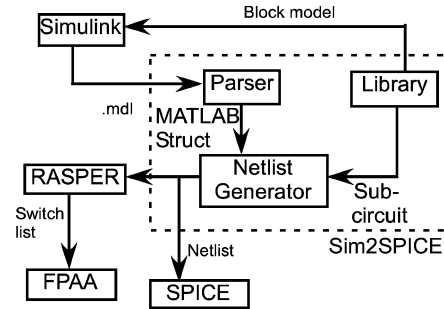 Block model
Simulink
.mdl
Parser
Library
MATLAB
Struct
Netlist
Generator
RASPER
Sub-
circuit
Switch
list
Netlist
Sim2SPICE
FPAA
SPICE